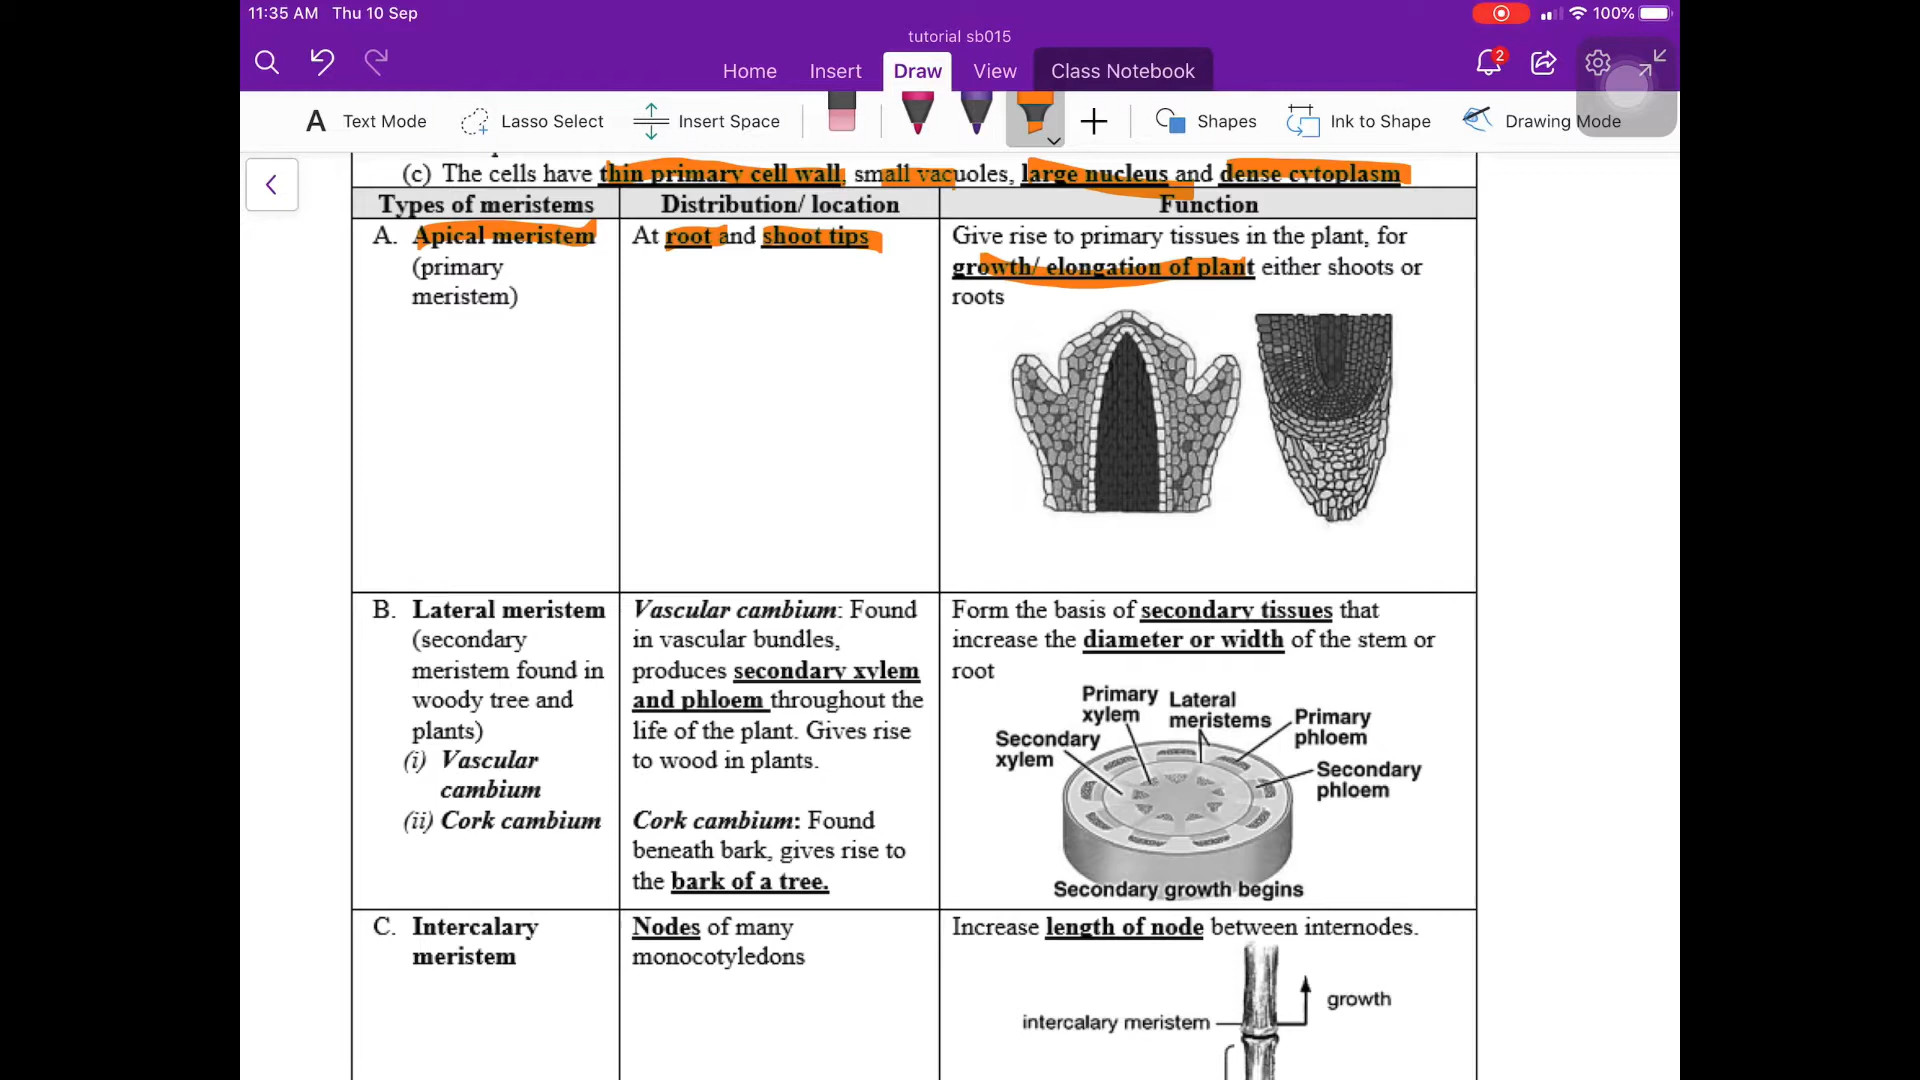 11:35 AM Thu 10 Sep
100%
tutorial sb015
Home Insert Draw View Class Notebook
2
A Text Mode Lasso Select Insert Space Shapes Ink to Shape Drawing Mode
(c) The cells have thin primary cell wall, small vacuoles, large nucleus and dense cytoplasm
Types of meristems
Distribution/ location
Function
A. Apical meristem
(primary
meristem)
At root and shoot tips
Give rise to primary tissues in the plant, for
growth/ elongation of plant either shoots or
roots
B. Lateral meristem
(secondary
meristem found in
woody tree and
plants)
(i) Vascular
cambium
(ii) Cork cambium
Vascular cambium: Found
in vascular bundles,
produces secondary xylem
and phloem throughout the
life of the plant. Gives rise
to wood in plants.
Cork cambium: Found
beneath bark, gives rise to
the bark of a tree.
Form the basis of secondary tissues that
increase the diameter or width of the stem or
root
Primary
xylem
Lateral
meristems
Primary
phloem
Secondary
xylem
Secondary
phloem
Secondary growth begins
C. Intercalary
meristem
Nodes of many
monocotyledons
Increase length of node between internodes.
growth
intercalary meristem